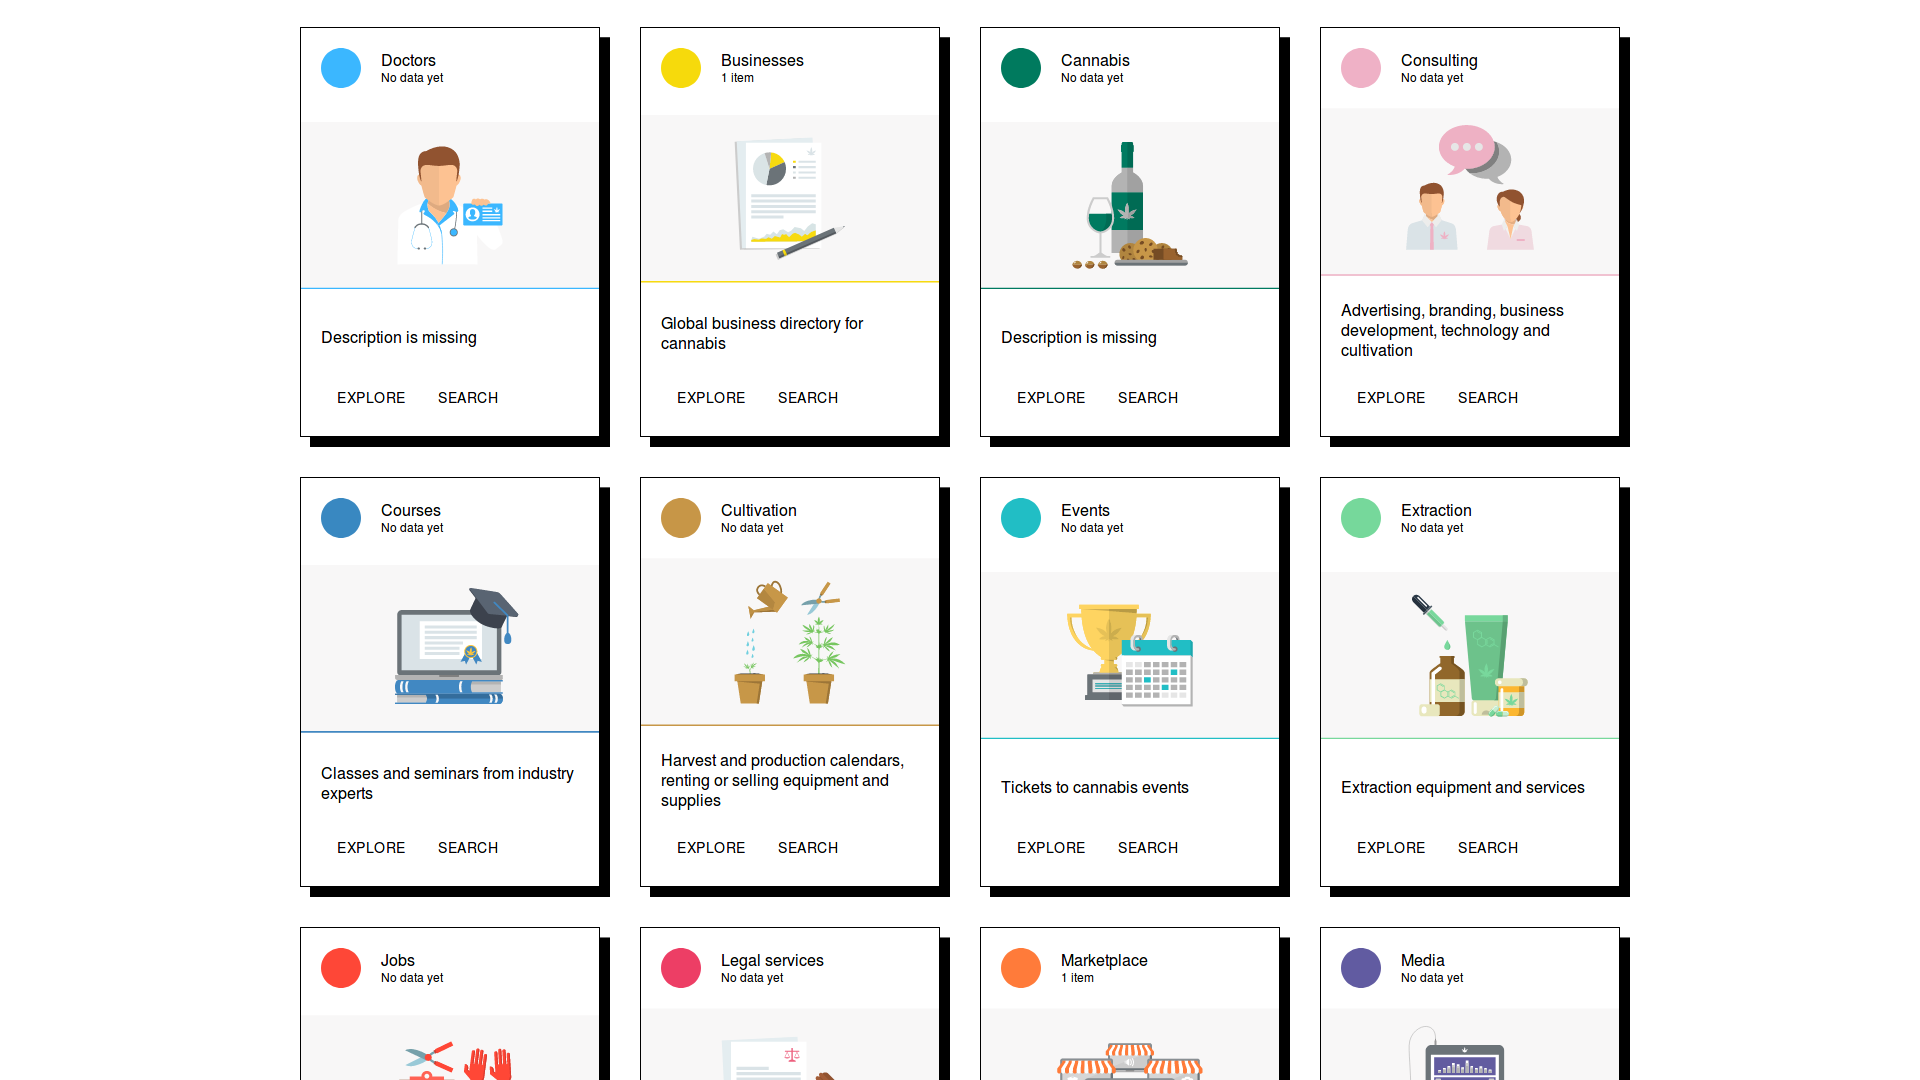 Doctors
No data yet
Description is missing
EXPLORE SEARCH
Businesses
1 item
Global business directory for
cannabis
EXPLORE SEARCH
Cannabis
No data yet
Description is missing
EXPLORE SEARCH
Consulting
No data yet
Advertising, branding, business
development, technology and
cultivation
EXPLORE SEARCH
Courses
No data yet
Classes and seminars from industry
experts
EXPLORE SEARCH
Cultivation
No data yet
Harvest and production calendars,
renting or selling equipment and
supplies
EXPLORE SEARCH
Events
No data yet
Tickets to cannabis events
EXPLORE SEARCH
Extraction
No data yet
Extraction equipment and services
EXPLORE SEARCH
Jobs
No data yet
Legal services
No data yet
Marketplace
1 item
Media
No data yet